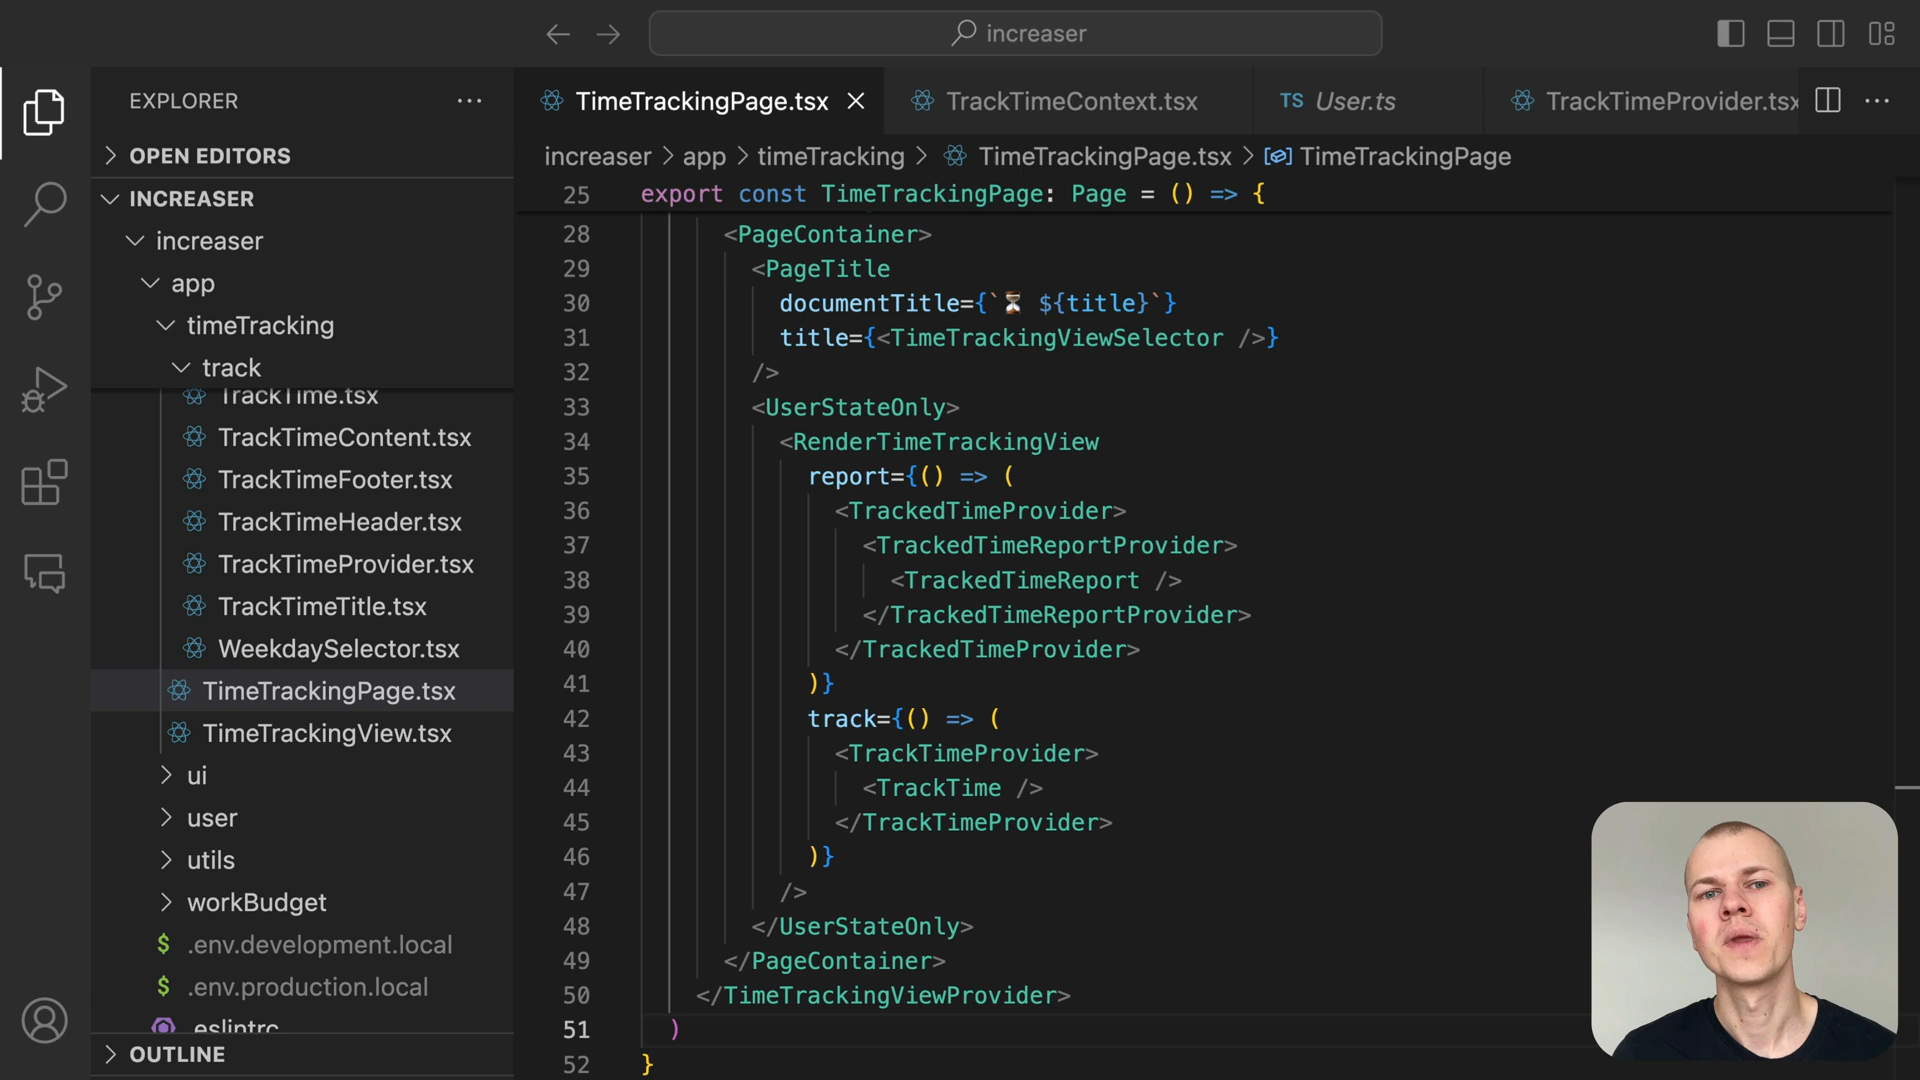 increaser
EXPLORER
OPEN EDITORS
INCREASER
increaser
app
timeTracking
track
TrackTime.tsx
TrackTimeContent.tsx
TrackTimeFooter.tsx
TrackTimeHeader.tsx
TrackTimeProvider.tsx
TrackTimeTitle.tsx
WeekdaySelector.tsx
TimeTrackingPage.tsx
TimeTrackingView.tsx
ui
user
utils
workBudget
$ .env.development.local
$ .env.production.local
.eslintrc
OUTLINE
TimeTrackingPage.tsx TrackTimeContext.tsx TS User.ts TrackTimeProvider.tsx
increaser > app > timeTracking > TimeTrackingPage.tsx > TimeTrackingPage
25 export const TimeTrackingPage: Page = () => {
28 <PageContainer>
29 <PageTitle
30 documentTitle={`⏳ ${title}`}
31 title={<TimeTrackingViewSelector />}
32 />
33 <UserStateOnly>
34 <RenderTimeTrackingView
35 report={() => (
36 <TrackedTimeProvider>
37 <TrackedTimeReportProvider>
38 <TrackedTimeReport />
39 </TrackedTimeReportProvider>
40 </TrackedTimeProvider>
41 )}
42 track={() => (
43 <TrackTimeProvider>
44 <TrackTime />
45 </TrackTimeProvider>
46 )}
47 />
48 </UserStateOnly>
49 </PageContainer>
50 </TimeTrackingViewProvider>
51 )
52 }